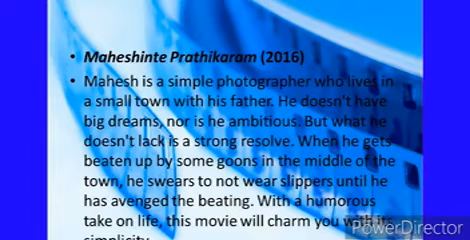 • Maheshinte Prathikaram (2016)
• Mahesh is a simple photographer who lives in
a small town with his father. He doesn't have
big dreams, nor is he ambitious. But what he
doesn't lack is a strong resolve. When he gets
beaten up by some goons in the middle of the
town, he swears to not wear slippers until he
has avenged the beating. With a humorous
take on life, this movie will charm you with its
simplicity
PowerDirector